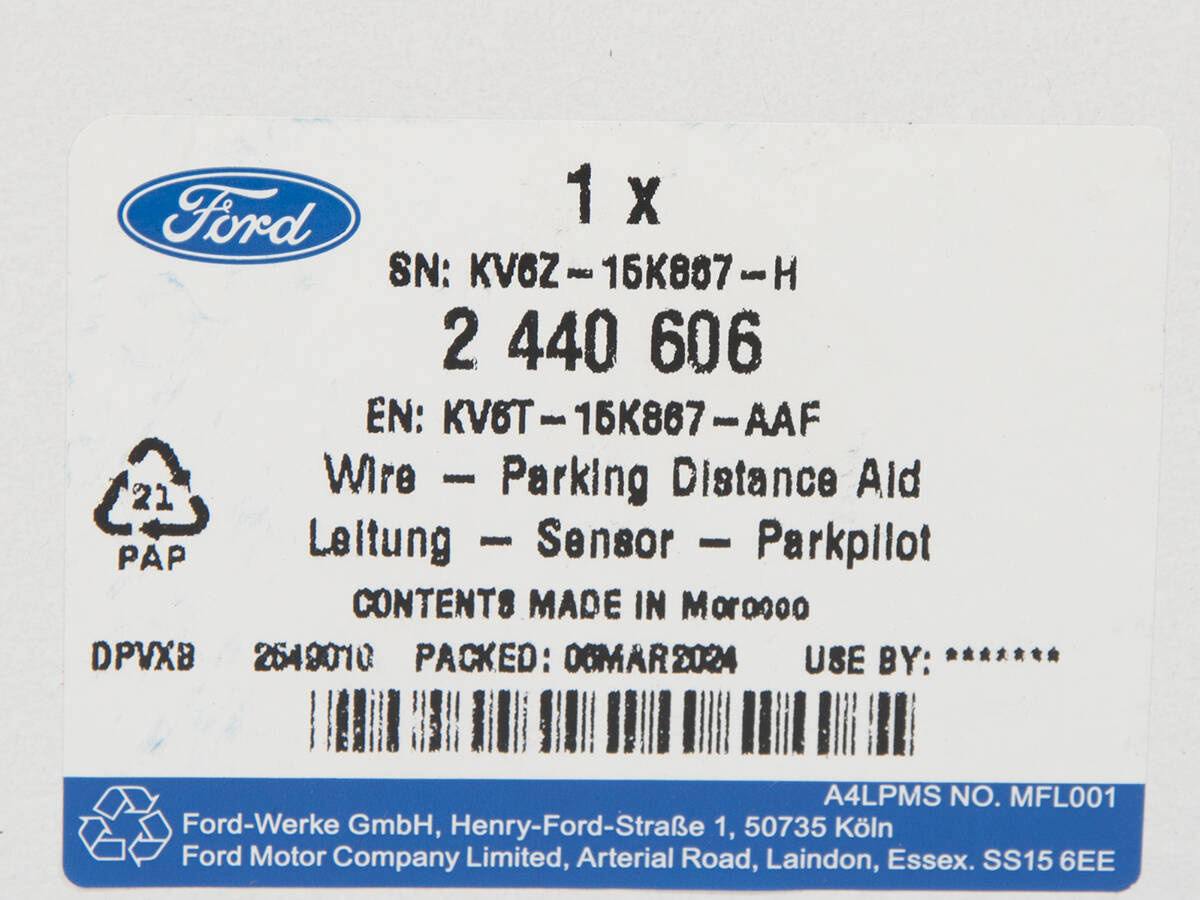 Ford
1 x
SN: KV6Z-15K867-H
2 440 606
EN: KV6T-15K867-AAF
Wire - Parking Distance Aid
Leitung - Sensor - Parkpilot
21
PAP
CONTENTS MADE IN Morocco
DPVXB 2549010 PACKED: 06MAR2024 USE BY: *******
A4LPMS NO. MFL001
Ford-Werke GmbH, Henry-Ford-Straße 1, 50735 Köln
Ford Motor Company Limited, Arterial Road, Laindon, Essex. SS15 6EE